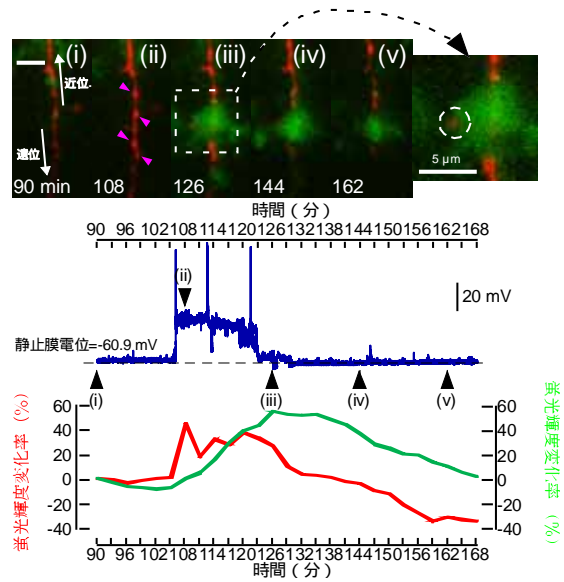 (i) (ii) (iii) (iv) (v)
近位.
遠位
90 min 108 126 144 162
5 µm
時間 ( 分 )
90 96 102 108 114 120 126 132 138 144 150 156 162 168
(ii)
20 mV
静止膜電位=-60.9 mV
(i) (iii) (iv) (v)
蛍光輝度変化率 (%)
60 40 20 0 -20 -40
60 40 20 0 -20 -40
蛍光輝度変化率 (%)
90 96 102 108 114 120 126 132 138 144 150 156 162 168
時間 ( 分 )